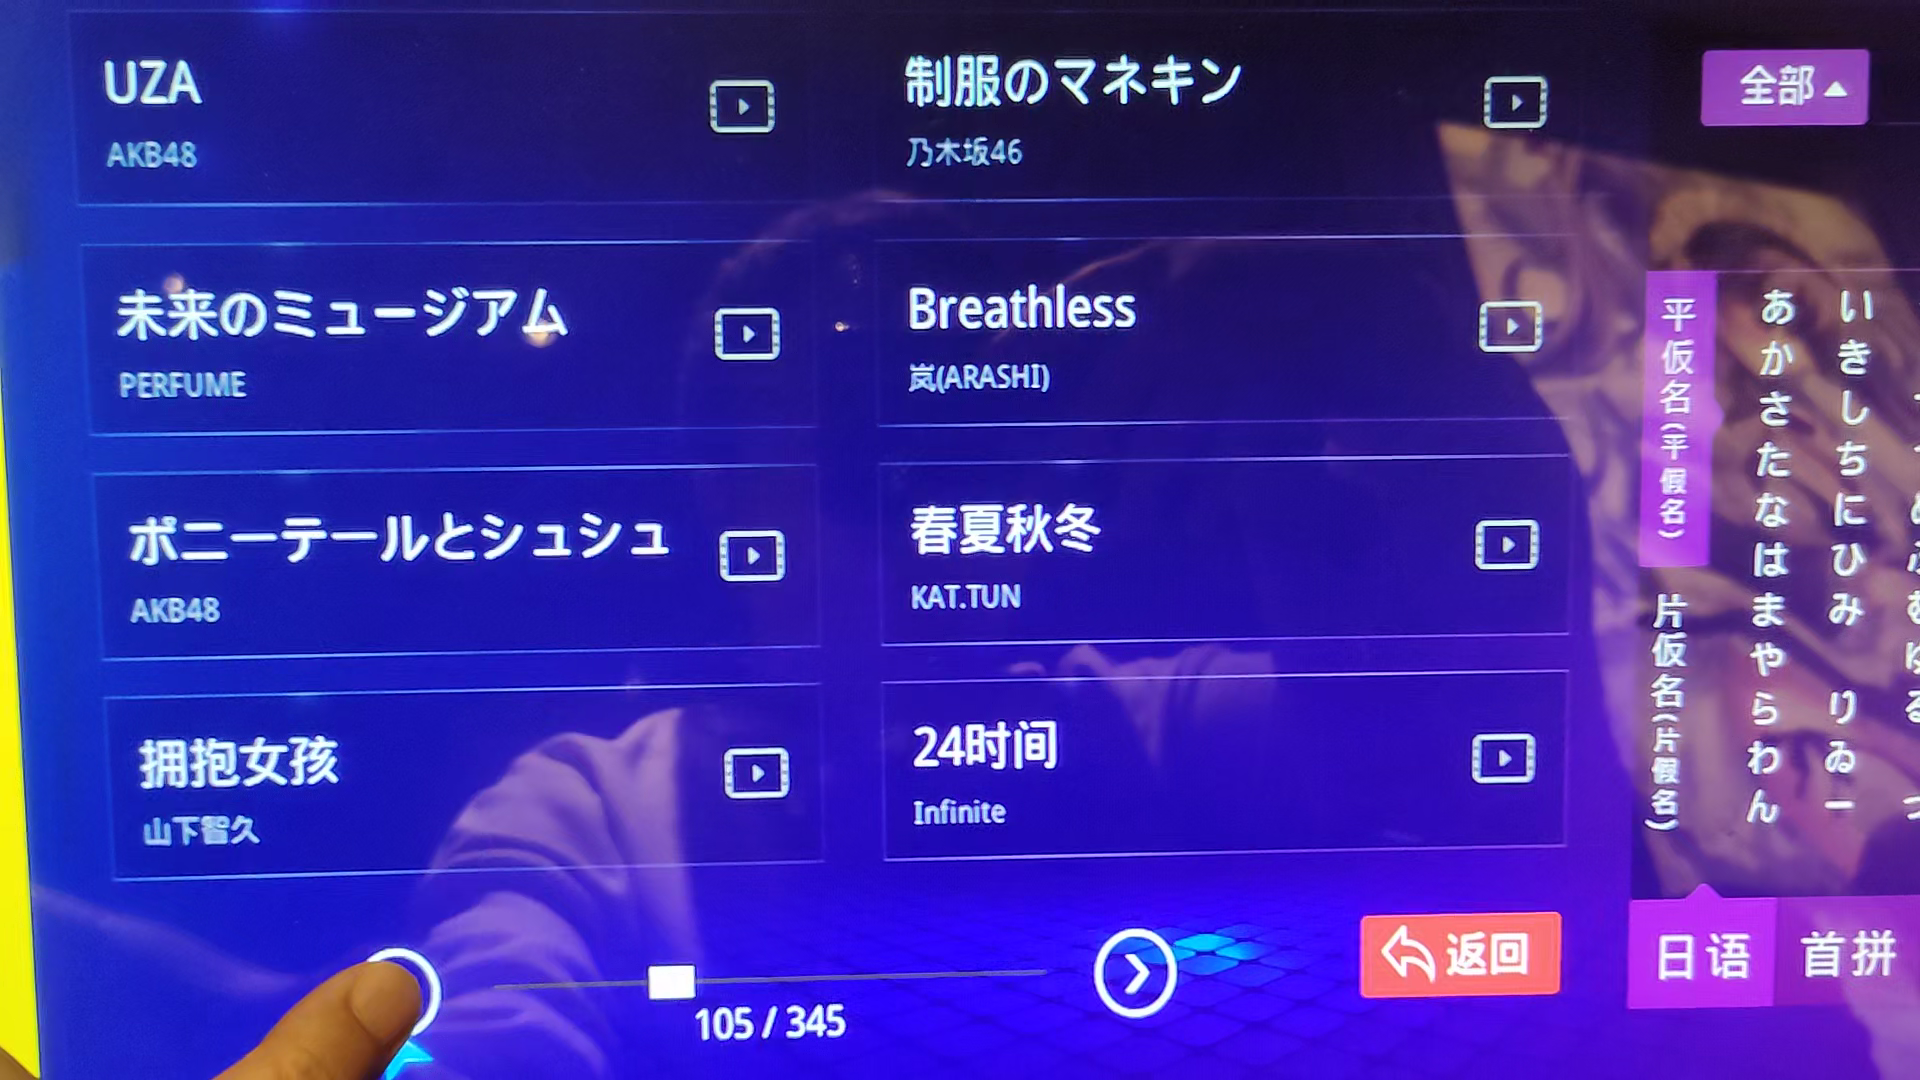 UZA
AKB48
制服のマネキン
乃木坂46
未来のミュージアム
PERFUME
Breathless
岚(ARASHI)
ポニーテールとシュシュ
AKB48
春夏秋冬
KAT.TUN
拥抱女孩
山下智久
24时间
Infinite
105 / 345
返回
全部
平仮名(平假名)
片仮名(片假名)
あかさたなはまやらわん
いきしちにひみ りゐー
日语
首拼